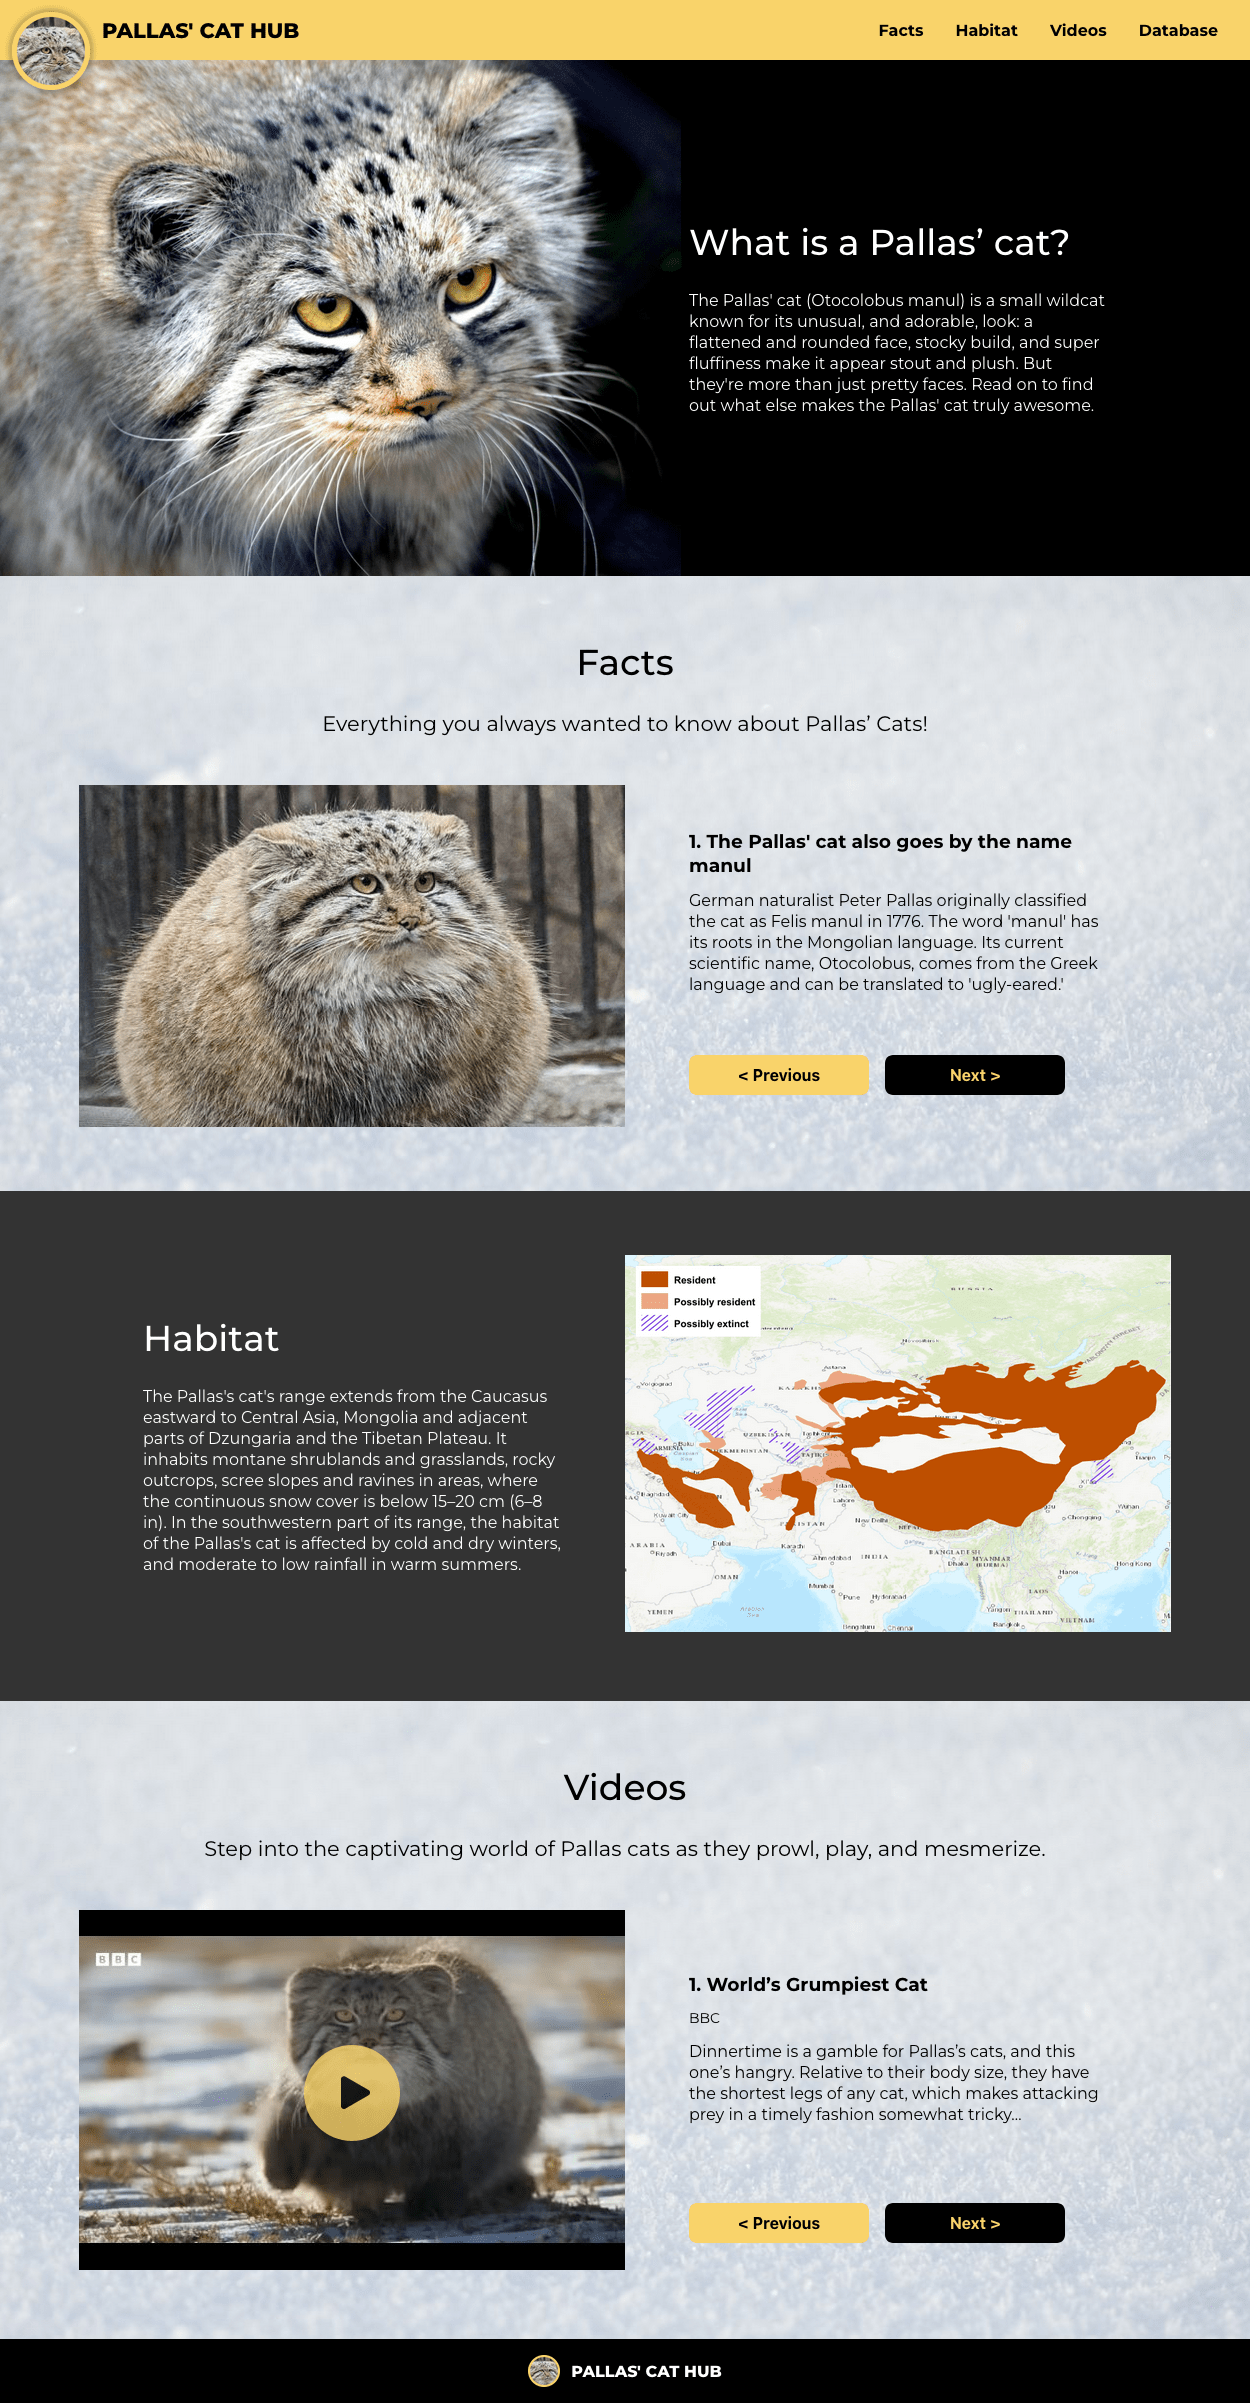 PALLAS' CAT HUB
Facts Habitat Videos Database
What is a Pallas’ cat?
The Pallas' cat (Otocolobus manul) is a small wildcat
known for its unusual, and adorable, look: a
flattened and rounded face, stocky build, and super
fluffiness make it appear stout and plush. But
they're more than just pretty faces. Read on to find
out what else makes the Pallas' cat truly awesome.
Facts
Everything you always wanted to know about Pallas’ Cats!
1. The Pallas' cat also goes by the name
manul
German naturalist Peter Pallas originally classified
the cat as Felis manul in 1776. The word 'manul' has
its roots in the Mongolian language. Its current
scientific name, Otocolobus, comes from the Greek
language and can be translated to 'ugly-eared.'
< Previous
Next >
Habitat
The Pallas's cat's range extends from the Caucasus
eastward to Central Asia, Mongolia and adjacent
parts of Dzungaria and the Tibetan Plateau. It
inhabits montane shrublands and grasslands, rocky
outcrops, scree slopes and ravines in areas, where
the continuous snow cover is below 15–20 cm (6–8
in). In the southwestern part of its range, the habitat
of the Pallas's cat is affected by cold and dry winters,
and moderate to low rainfall in warm summers.
Resident
Possibly resident
Possibly extinct
RUSSIA
Astana
Volgograd
UZBEKISTAN
Baku
ARMENIA
Baghdad
Kuwait City
Lahore
New Delhi
Chongqing
Wuhan
ARABIA
Riyadh
Dubai
Karachi
OMAN
Ahmedabad
INDIA
BANGLADESH
Dhaka
MYANMAR
(BURMA)
Hanoi
Hong Kong
LAOS
Mumbai
Pune
Hyderabad
YEMEN
Arabian
Sea
Yangon
THAILAND
VIETNAM
Bengaluru
Chennai
Bangkok
Videos
Step into the captivating world of Pallas cats as they prowl, play, and mesmerize.
BBC
1. World’s Grumpiest Cat
BBC
Dinnertime is a gamble for Pallas’s cats, and this
one’s hungry. Relative to their body size, they have
the shortest legs of any cat, which makes attacking
prey in a timely fashion somewhat tricky...
< Previous
Next >
PALLAS' CAT HUB